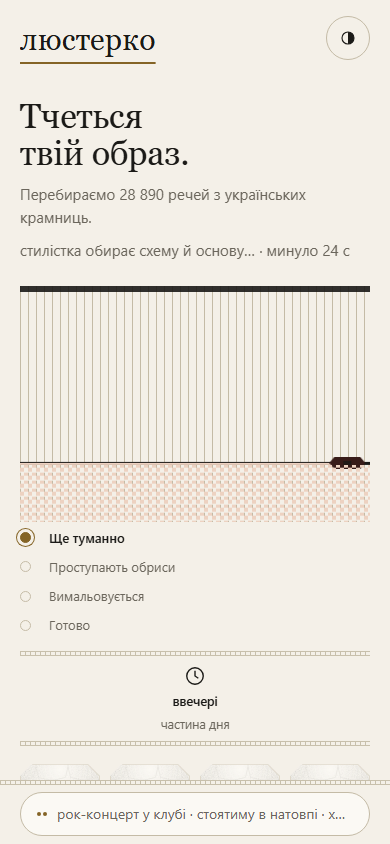 люстерко
Тчеться
твій образ.
Перебираємо 28 890 речей з українських
крамниць.
стилістка обирає схему й основу… · минуло 24 с
Ще туманно
Проступають обриси
Вимальовується
Готово
ввечері
частина дня
рок-концерт у клубі · стоятиму в натовпі · х…